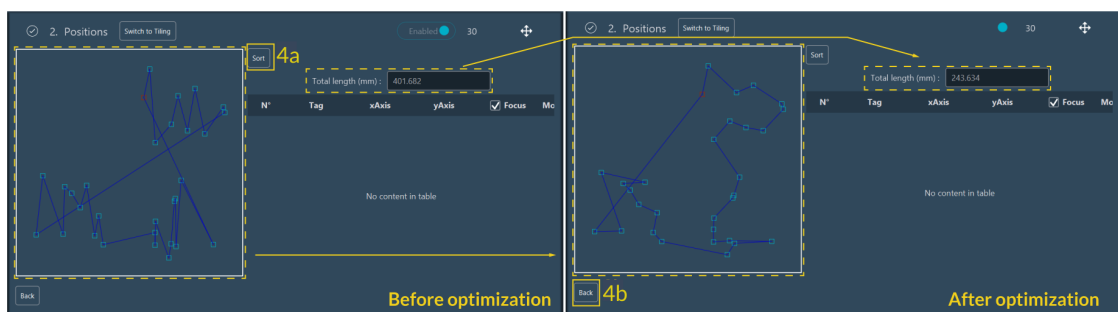 2. Positions Switch to Tiling Enabled 30
Sort 4a
Total length (mm) : 401.682
N° Tag xAxis yAxis Focus Mo
No content in table
Back Before optimization
2. Positions Switch to Tiling 30
Sort
Total length (mm) : 243.634
N° Tag xAxis yAxis Focus Mo
No content in table
Back 4b After optimization